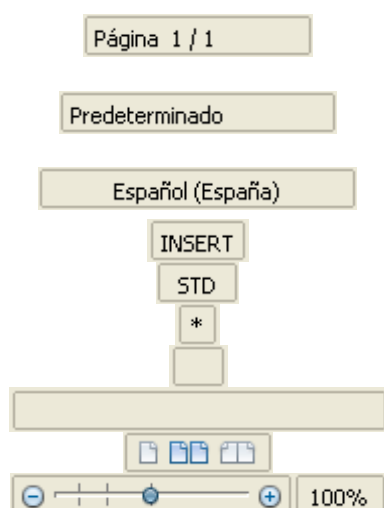 Página 1 / 1
Predeterminado
Español (España)
INSERT
STD
*
100%